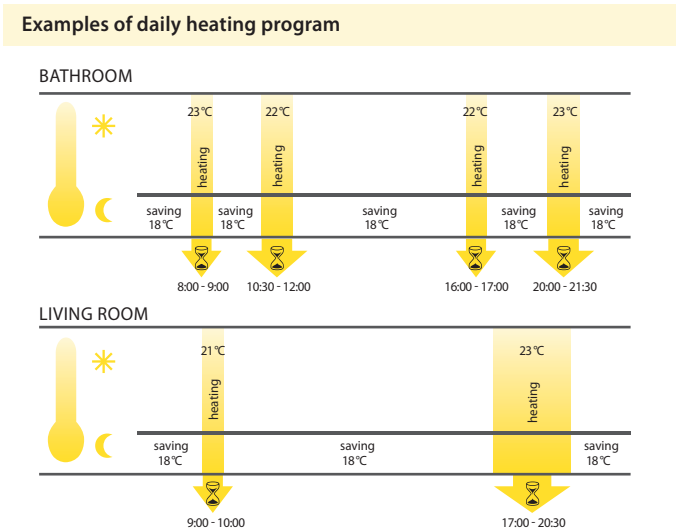 Examples of daily heating program
BATHROOM
23℃ 22℃ 22℃ 23℃
heating heating heating heating
saving saving saving saving saving
18℃ 18℃ 18℃ 18℃ 18℃
8:00 - 9:00 10:30 - 12:00 16:00 - 17:00 20:00 - 21:30
LIVING ROOM
21℃ 23℃
heating heating
saving saving saving
18℃ 18℃ 18℃
9:00 - 10:00 17:00 - 20:30